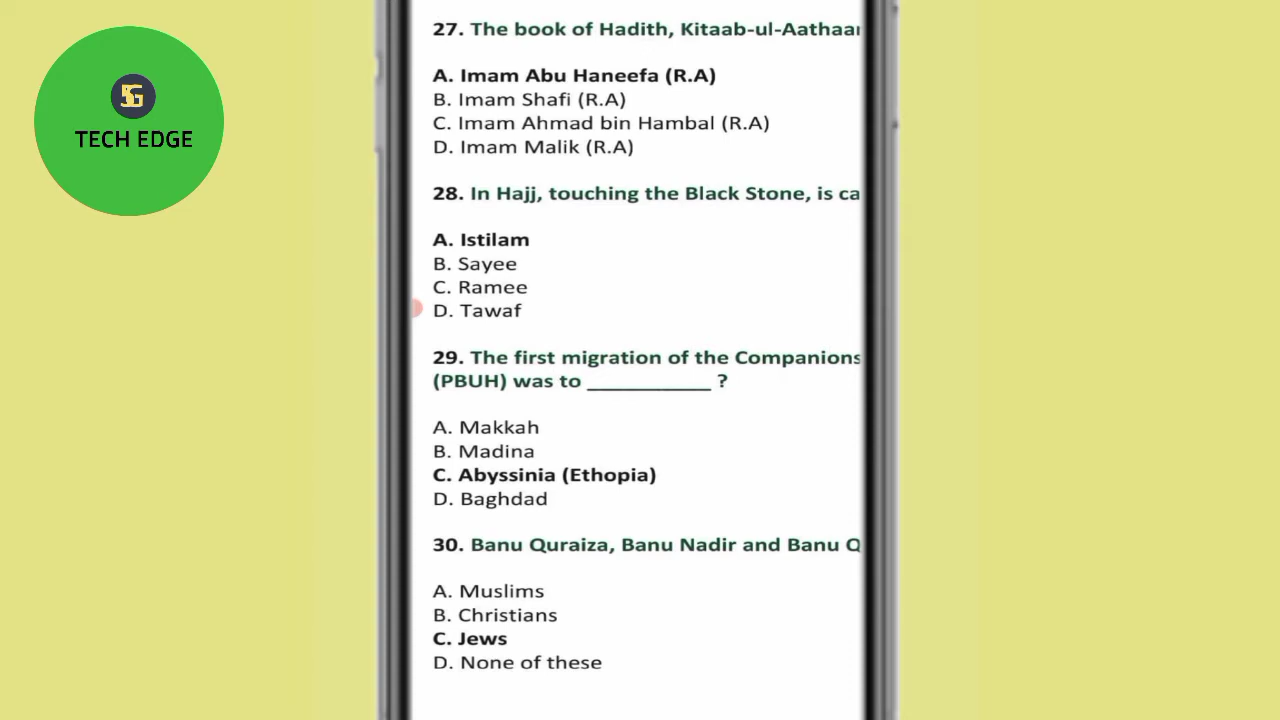 5G
TECH EDGE
27. The book of Hadith, Kitaab-ul-Aathaar
A. Imam Abu Haneefa (R.A)
B. Imam Shafi (R.A)
C. Imam Ahmad bin Hambal (R.A)
D. Imam Malik (R.A)
28. In Hajj, touching the Black Stone, is ca
A. Istilam
B. Sayee
C. Ramee
D. Tawaf
29. The first migration of the Companions
(PBUH) was to ___________ ?
A. Makkah
B. Madina
C. Abyssinia (Ethopia)
D. Baghdad
30. Banu Quraiza, Banu Nadir and Banu Q
A. Muslims
B. Christians
C. Jews
D. None of these